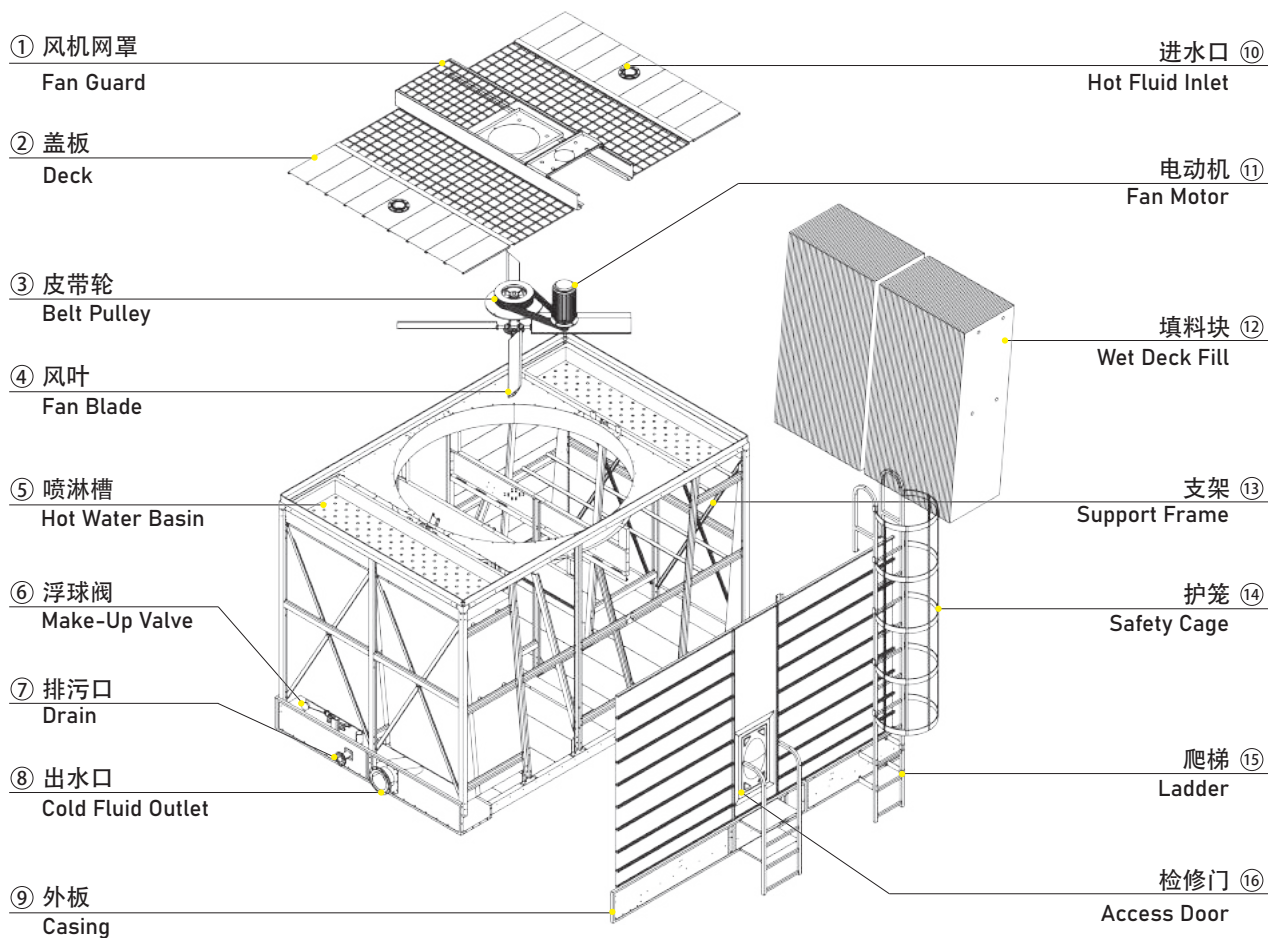 ① 风机网罩
Fan Guard
② 盖板
Deck
③ 皮带轮
Belt Pulley
④ 风叶
Fan Blade
⑤ 喷淋槽
Hot Water Basin
⑥ 浮球阀
Make-Up Valve
⑦ 排污口
Drain
⑧ 出水口
Cold Fluid Outlet
⑨ 外板
Casing
进水口 ⑩
Hot Fluid Inlet
电动机 ⑪
Fan Motor
填料块 ⑫
Wet Deck Fill
支架 ⑬
Support Frame
护笼 ⑭
Safety Cage
爬梯 ⑮
Ladder
检修门 ⑯
Access Door